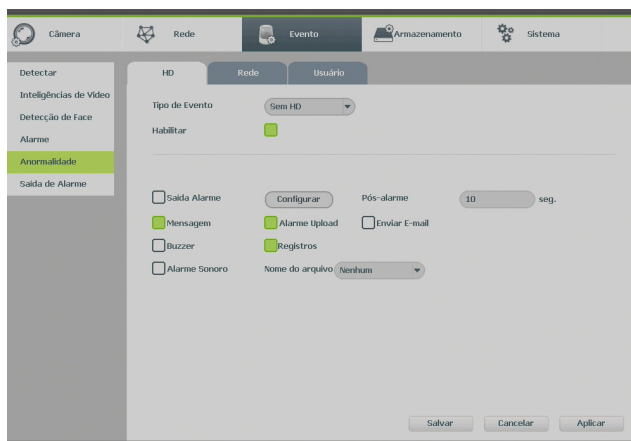 Câmera Rede Evento Armazenamento Sistema
Detectar
Inteligências de Vídeo
Detecção de Face
Alarme
Anormalidade
Saída de Alarme
HD Rede Usuário
Tipo de Evento Sem HD
Habilitar
Saída Alarme Configurar Pós-alarme 10 seg.
Mensagem Alarme Upload Enviar E-mail
Buzzer Registros
Alarme Sonoro Nome do arquivo Nenhum
Salvar Cancelar Aplicar